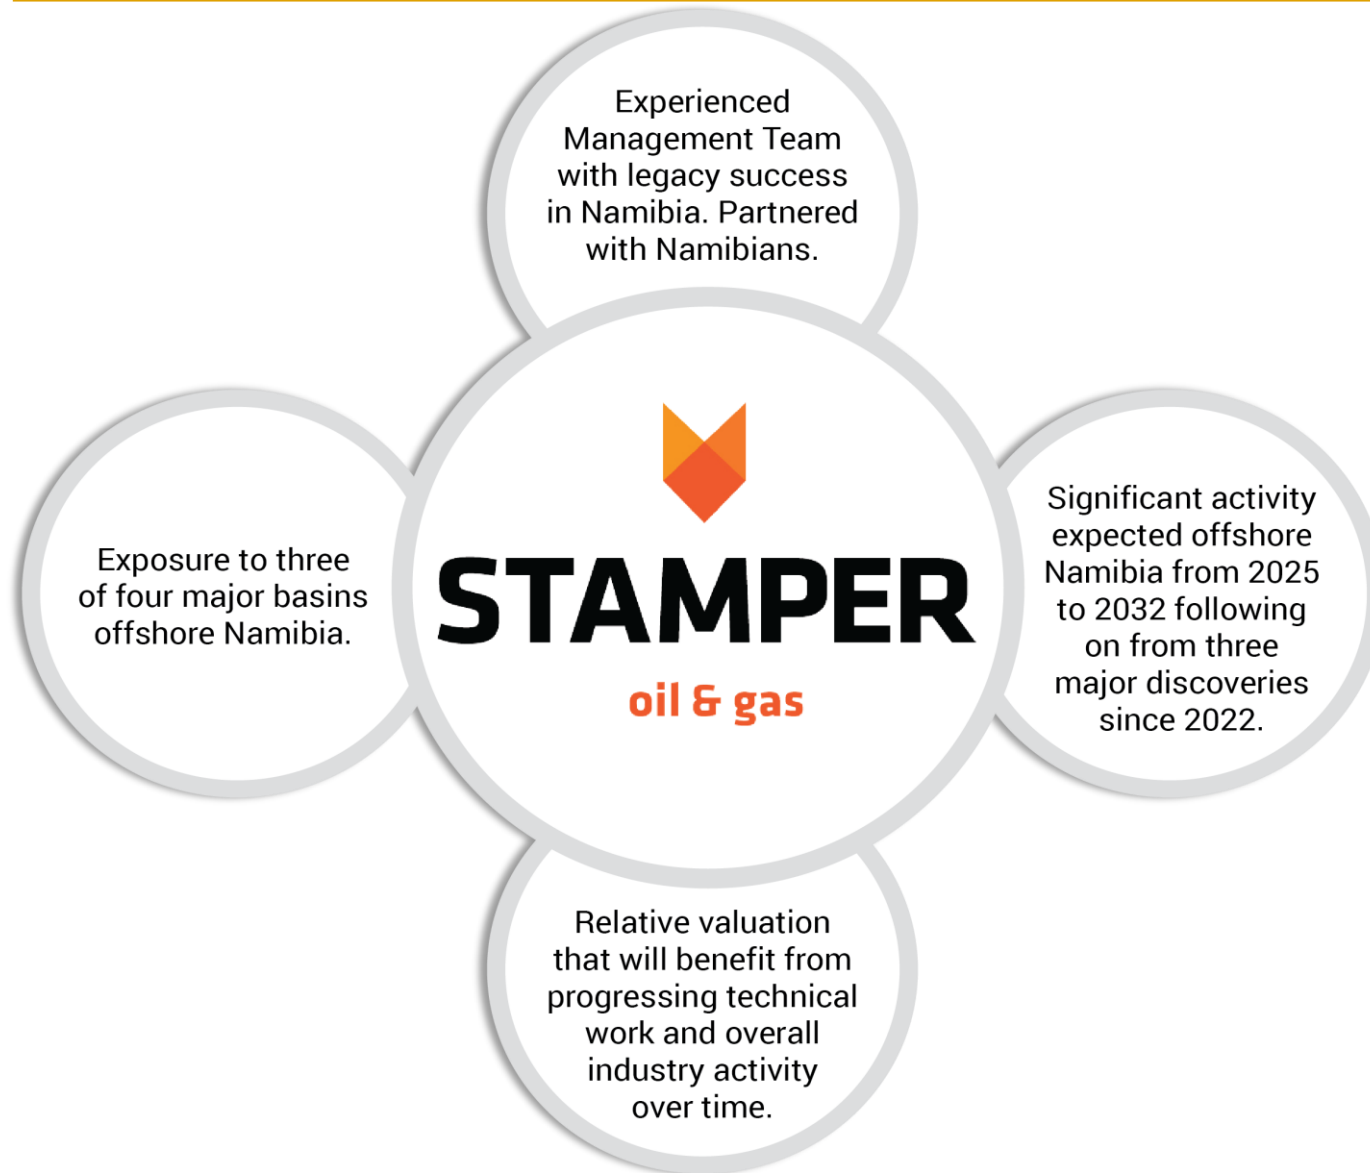 Experienced
Management Team
with legacy success
in Namibia. Partnered
with Namibians.
Exposure to three
of four major basins
offshore Namibia.
STAMPER
oil & gas
Significant activity
expected offshore
Namibia from 2025
to 2032 following
on from three
major discoveries
since 2022.
Relative valuation
that will benefit from
progressing technical
work and overall
industry activity
over time.